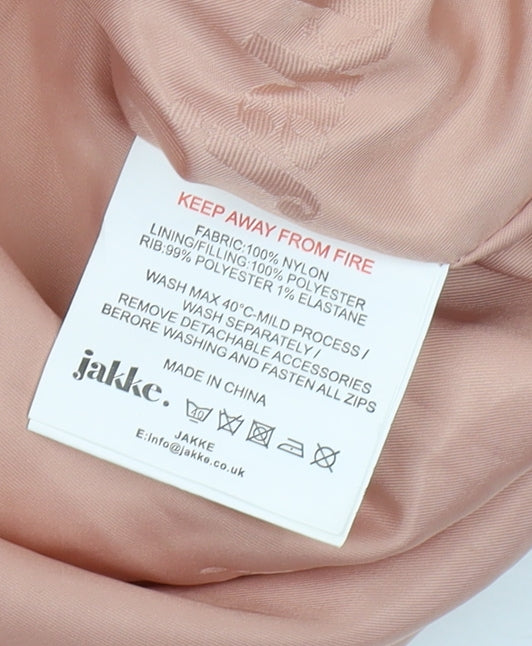 KEEP AWAY FROM FIRE
FABRIC:100% NYLON
LINING/FILLING:100% POLYESTER
RIB:99% POLYESTER 1% ELASTANE
WASH MAX 40°C-MILD PROCESS /
WASH SEPARATELY /
REMOVE DETACHABLE ACCESSORIES
BERORE WASHING AND FASTEN ALL ZIPS
MADE IN CHINA
jakke.
40
JAKKE
E:info@jakke.co.uk